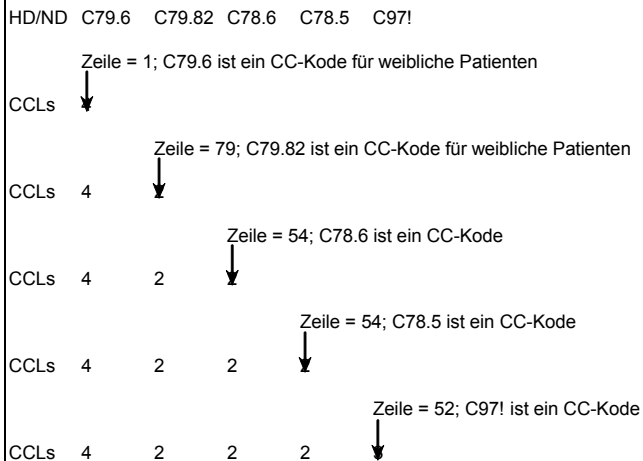 HD/ND C79.6 C79.82 C78.6 C78.5 C97!
Zeile = 1; C79.6 ist ein CC-Kode für weibliche Patienten
CCLs
Zeile = 79; C79.82 ist ein CC-Kode für weibliche Patienten
CCLs 4
Zeile = 54; C78.6 ist ein CC-Kode
CCLs 4 2
Zeile = 54; C78.5 ist ein CC-Kode
CCLs 4 2 2
Zeile = 52; C97! ist ein CC-Kode
CCLs 4 2 2 2